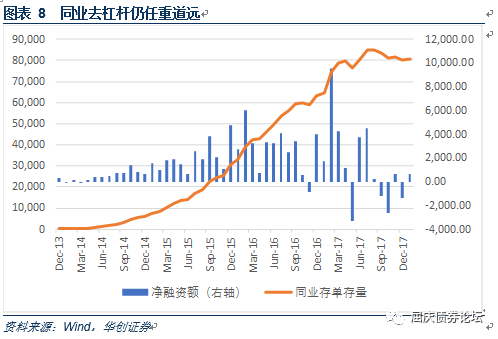 图表 8 同业去杠杆仍任重道远
90,000
80,000
70,000
60,000
50,000
40,000
30,000
20,000
10,000
0
12,000.00
10,000.00
8,000.00
6,000.00
4,000.00
2,000.00
0.00
-2,000.00
-4,000.00
Dec-13
Mar-14
Jun-14
Sep-14
Dec-14
Mar-15
Jun-15
Sep-15
Dec-15
Mar-16
Jun-16
Sep-16
Dec-16
Mar-17
Jun-17
Sep-17
Dec-17
净融资额（右轴） 同业存单存量
屈庆债券论坛
资料来源：Wind，华创证券